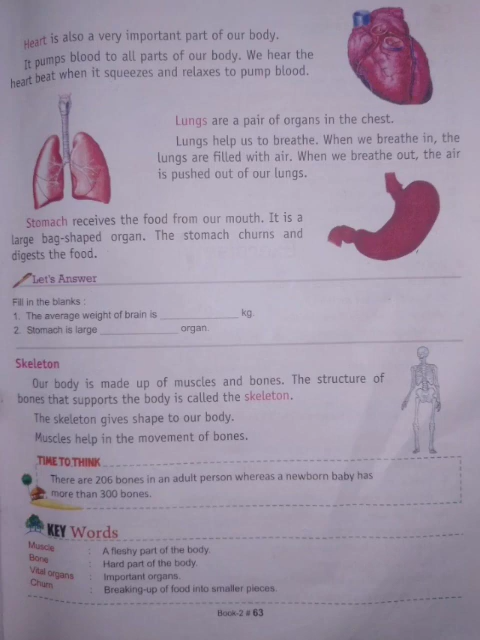 Heart is also a very important part of our body.
It pumps blood to all parts of our body. We hear the
heart beat when it squeezes and relaxes to pump blood.
Lungs are a pair of organs in the chest.
Lungs help us to breathe. When we breathe in, the
lungs are filled with air. When we breathe out, the air
is pushed out of our lungs.
Stomach receives the food from our mouth. It is a
large bag-shaped organ. The stomach churns and
digests the food.
Let's Answer
Fill in the blanks :
1. The average weight of brain is ____________ kg.
2. Stomach is large ____________ organ.
Skeleton
Our body is made up of muscles and bones. The structure of
bones that supports the body is called the skeleton.
The skeleton gives shape to our body.
Muscles help in the movement of bones.
TIME TO THINK
There are 206 bones in an adult person whereas a newborn baby has
more than 300 bones.
KEY Words
Muscle : A fleshy part of the body.
Bone : Hard part of the body.
Vital organs : Important organs.
Churn : Breaking-up of food into smaller pieces.
Book-2 # 63